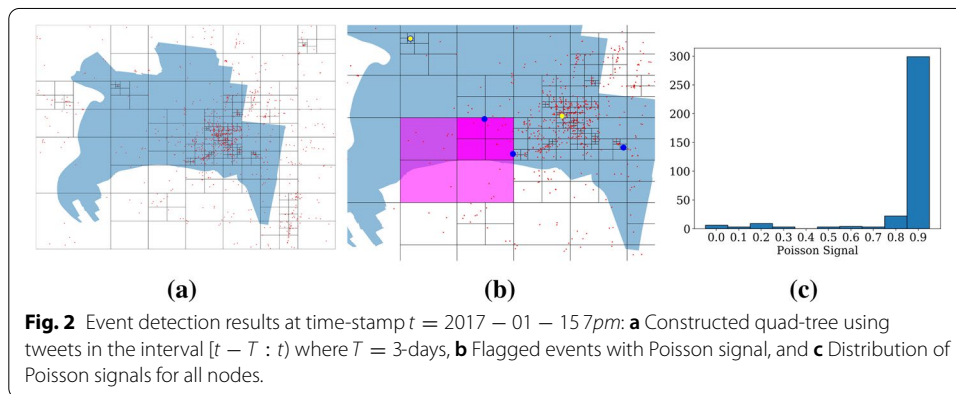 300
250
200
150
100
50
0
0.0 0.1 0.2 0.3 0.4 0.5 0.6 0.7 0.8 0.9
Poisson Signal
(a) (b) (c)
Fig. 2 Event detection results at time-stamp t = 2017 − 01 − 15 7pm: a Constructed quad-tree using
tweets in the interval [t − T : t) where T = 3-days, b Flagged events with Poisson signal, and c Distribution of
Poisson signals for all nodes.